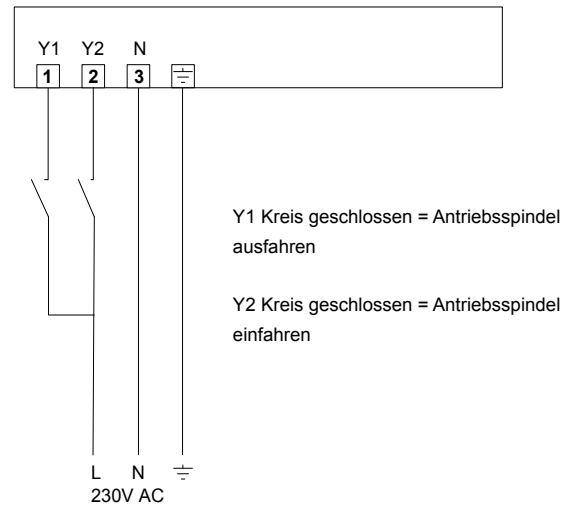 Y1 Y2 N
1 2 3
Y1 Kreis geschlossen = Antriebsspindel
ausfahren
Y2 Kreis geschlossen = Antriebsspindel
einfahren
L N
230V AC